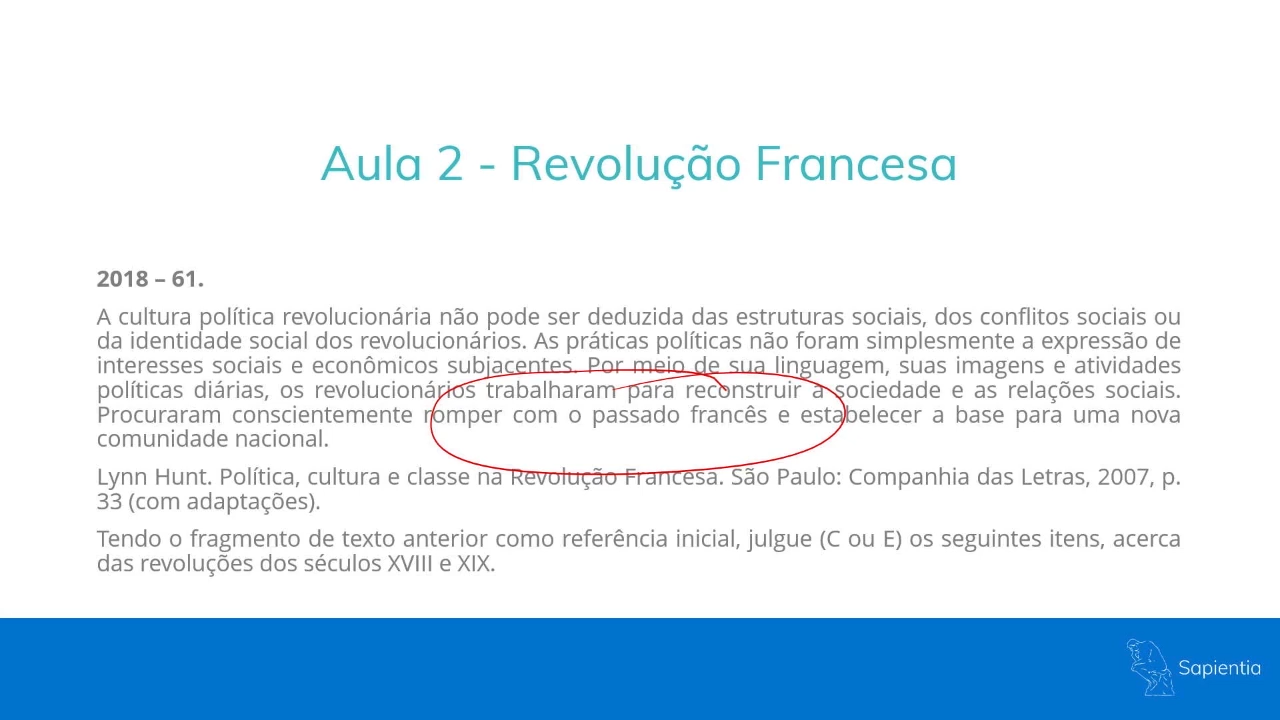 Aula 2 - Revolução Francesa
2018 – 61.
A cultura política revolucionária não pode ser deduzida das estruturas sociais, dos conflitos sociais ou
da identidade social dos revolucionários. As práticas políticas não foram simplesmente a expressão de
interesses sociais e econômicos subjacentes. Por meio de sua linguagem, suas imagens e atividades
políticas diárias, os revolucionários trabalharam para reconstruir a sociedade e as relações sociais.
Procuraram conscientemente romper com o passado francês e estabelecer a base para uma nova
comunidade nacional.
Lynn Hunt. Política, cultura e classe na Revolução Francesa. São Paulo: Companhia das Letras, 2007, p.
33 (com adaptações).
Tendo o fragmento de texto anterior como referência inicial, julgue (C ou E) os seguintes itens, acerca
das revoluções dos séculos XVIII e XIX.
Sapientia